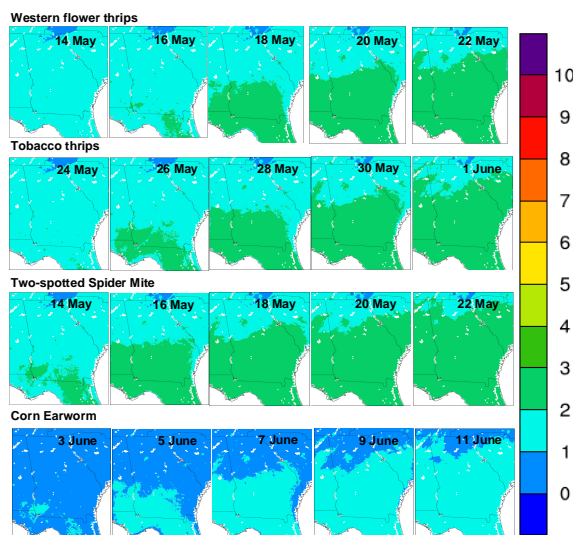 Western flower thrips
14 May 16 May 18 May 20 May 22 May
Tobacco thrips
24 May 26 May 28 May 30 May 1 June
Two-spotted Spider Mite
14 May 16 May 18 May 20 May 22 May
Corn Earworm
3 June 5 June 7 June 9 June 11 June
10
9
8
7
6
5
4
3
2
1
0